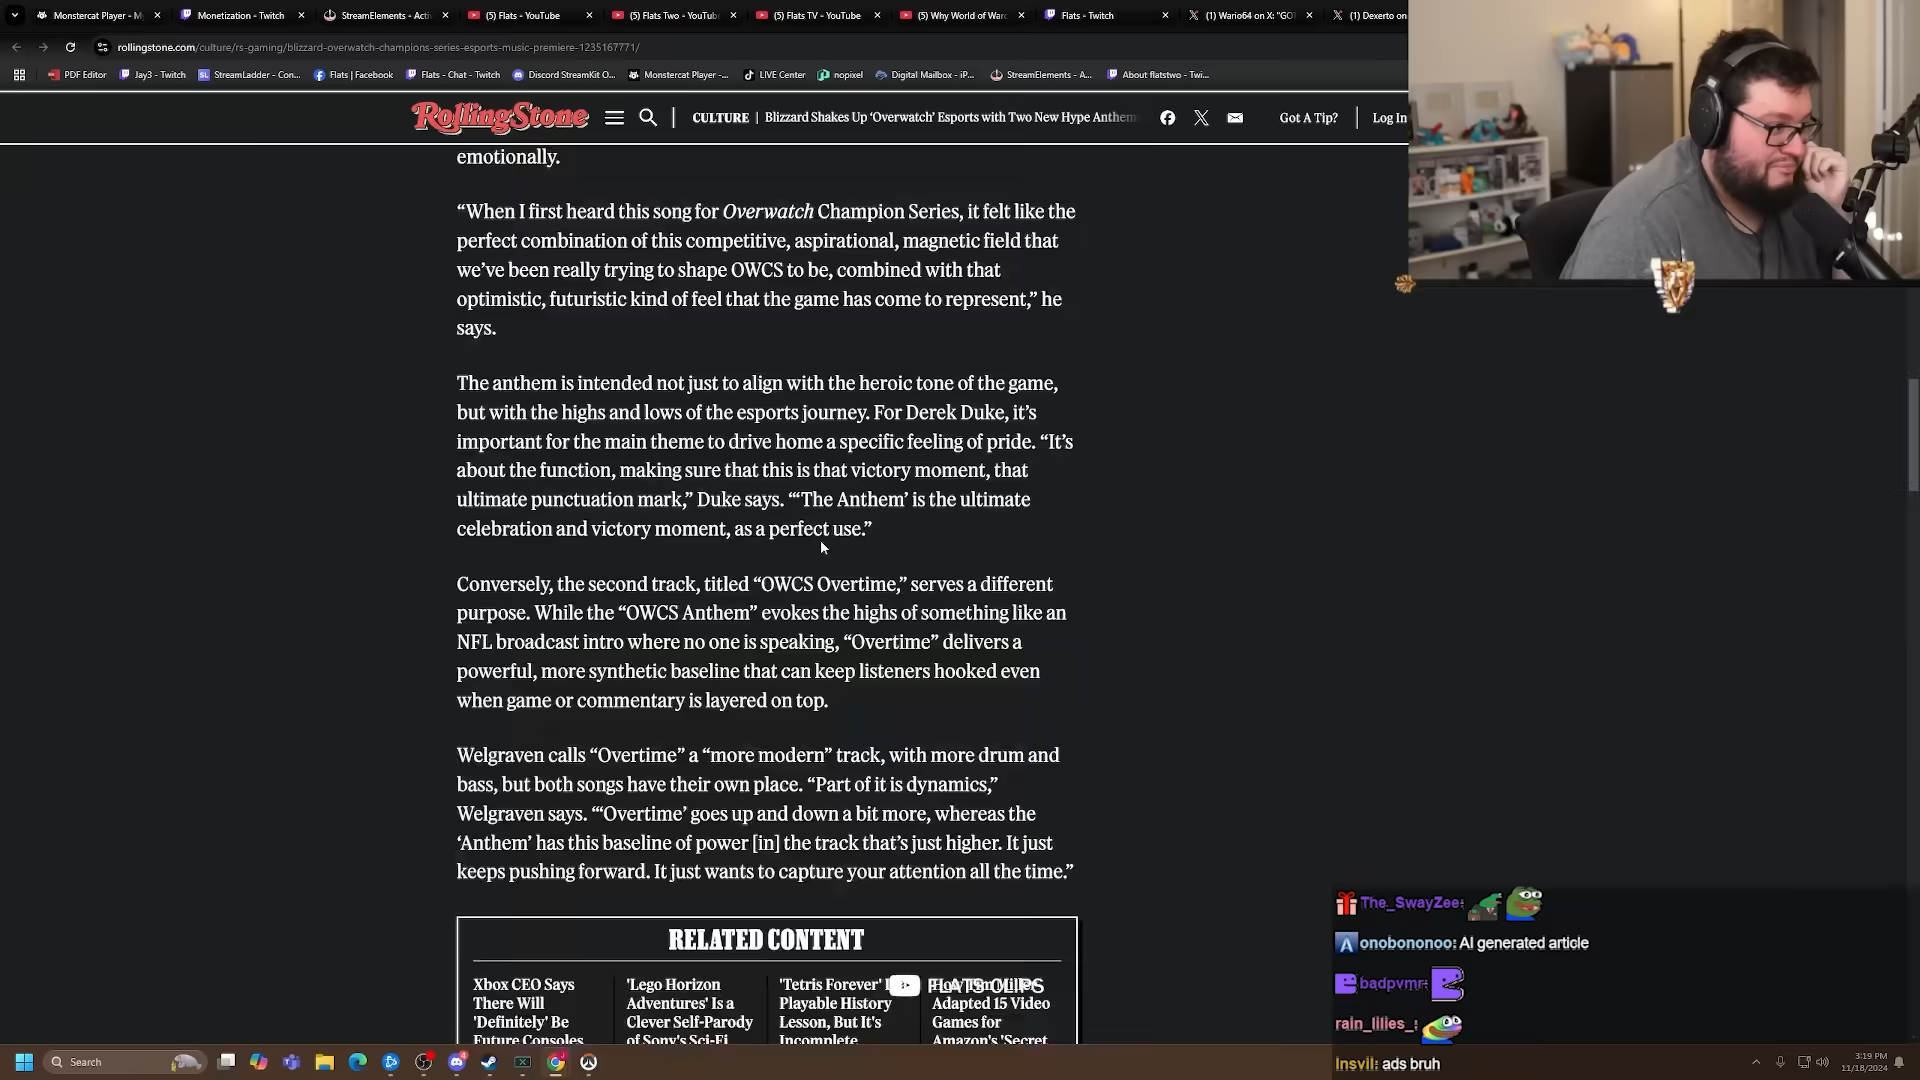 Monstercat Player - M
Monetization - Twitch
StreamElements - Acti
(5) Flats - YouTube
(5) Flats Two - YouTub
(5) Flats TV - YouTube
(5) Why World of Warc
Flats - Twitch
(1) Wario64 on X: "GOT
(1) Dexerto on
rollingstone.com/culture/rs-gaming/blizzard-overwatch-champions-series-esports-music-premiere-1235167771/
PDF Editor
Jay3 - Twitch
StreamLadder - Con...
Flats | Facebook
Flats - Chat - Twitch
Discord StreamKit O...
Monstercat Player -...
LIVE Center
nopixel
Digital Mailbox - iP...
StreamElements - A...
About flatstwo - Twi...
RollingStone
CULTURE | Blizzard Shakes Up ‘Overwatch’ Esports with Two New Hype Anthem
Got A Tip?
Log In
emotionally.
“When I first heard this song for Overwatch Champion Series, it felt like the
perfect combination of this competitive, aspirational, magnetic field that
we’ve been really trying to shape OWCS to be, combined with that
optimistic, futuristic kind of feel that the game has come to represent,” he
says.
The anthem is intended not just to align with the heroic tone of the game,
but with the highs and lows of the esports journey. For Derek Duke, it’s
important for the main theme to drive home a specific feeling of pride. “It’s
about the function, making sure that this is that victory moment, that
ultimate punctuation mark,” Duke says. “‘The Anthem’ is the ultimate
celebration and victory moment, as a perfect use.”
Conversely, the second track, titled “OWCS Overtime,” serves a different
purpose. While the “OWCS Anthem” evokes the highs of something like an
NFL broadcast intro where no one is speaking, “Overtime” delivers a
powerful, more synthetic baseline that can keep listeners hooked even
when game or commentary is layered on top.
Welgraven calls “Overtime” a “more modern” track, with more drum and
bass, but both songs have their own place. “Part of it is dynamics,”
Welgraven says. “‘Overtime’ goes up and down a bit more, whereas the
‘Anthem’ has this baseline of power [in] the track that’s just higher. It just
keeps pushing forward. It just wants to capture your attention all the time.”
RELATED CONTENT
Xbox CEO Says
There Will
'Definitely' Be
Future Consoles
'Lego Horizon
Adventures' Is a
Clever Self-Parody
of Sony's Sci-Fi
'Tetris Forever'
Playable History
Lesson, But It's
Incomplete
Adapted 15 Video
Games for
Amazon's 'Secret
FLATS CLIPS
The_SwayZee:
onobononoo: AI generated article
badpvmr:
rain_lilies_:
Insvil: ads bruh
Search
3:19 PM
11/18/2024